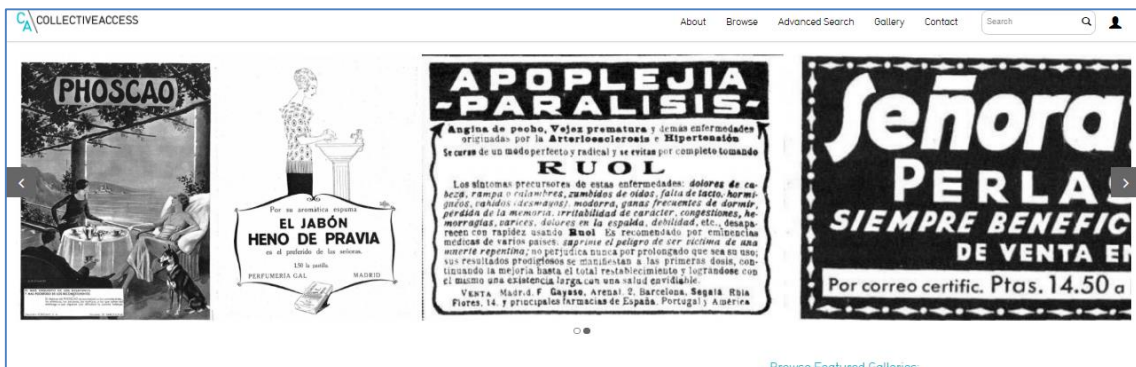 CA COLLECTIVEACCESS
About Browse Advanced Search Gallery Contact Search
PHOSCAO
Por su aromática espuma
EL JABÓN
HENO DE PRAVIA
es el preferido de las señoras.
1,50 la pastilla.
PERFUMERIA GAL MADRID
APOPLEJIA
-PARALISIS-
Angina de pecho, Vejez prematura y demás enfermedades
originadas por la Arterioesclerosis e Hipertensión
Se curan de un modo perfecto y radical y se evitan por completo tomando
RUOL
Los síntomas precursores de estas enfermedades: dolores de ca-
beza, rampa o calambres, zumbidos de oídos, falta de tacto, hormi-
gueos, vahídos (desmayos), modorra, ganas frecuentes de dormir,
pérdida de la memoria, irritabilidad de carácter, congestiones, he-
morragias, varices, dolores en la espalda, debilidad, etc., desapa-
recen con rapidez usando Ruol Es recomendado por eminencias
médicas de varios países; suprime el peligro de ser víctima de una
muerte repentina; no perjudica nunca por prolongado que sea su uso;
sus resultados prodigiosos se manifiestan a las primeras dosis, con-
tinuando la mejoría hasta el total restablecimiento y lográndose con
el mismo una existencia larga con una salud envidiable.
VENTA Madrid, F Gayoso, Arenal, 2, Barcelona, Segalá Rbla
Flores, 14, y principales farmacias de España, Portugal y América
Señora
PERLAS
SIEMPRE BENEFIC
DE VENTA EN
Por correo certific. Ptas. 14.50 a
Browse Featured Galleries: